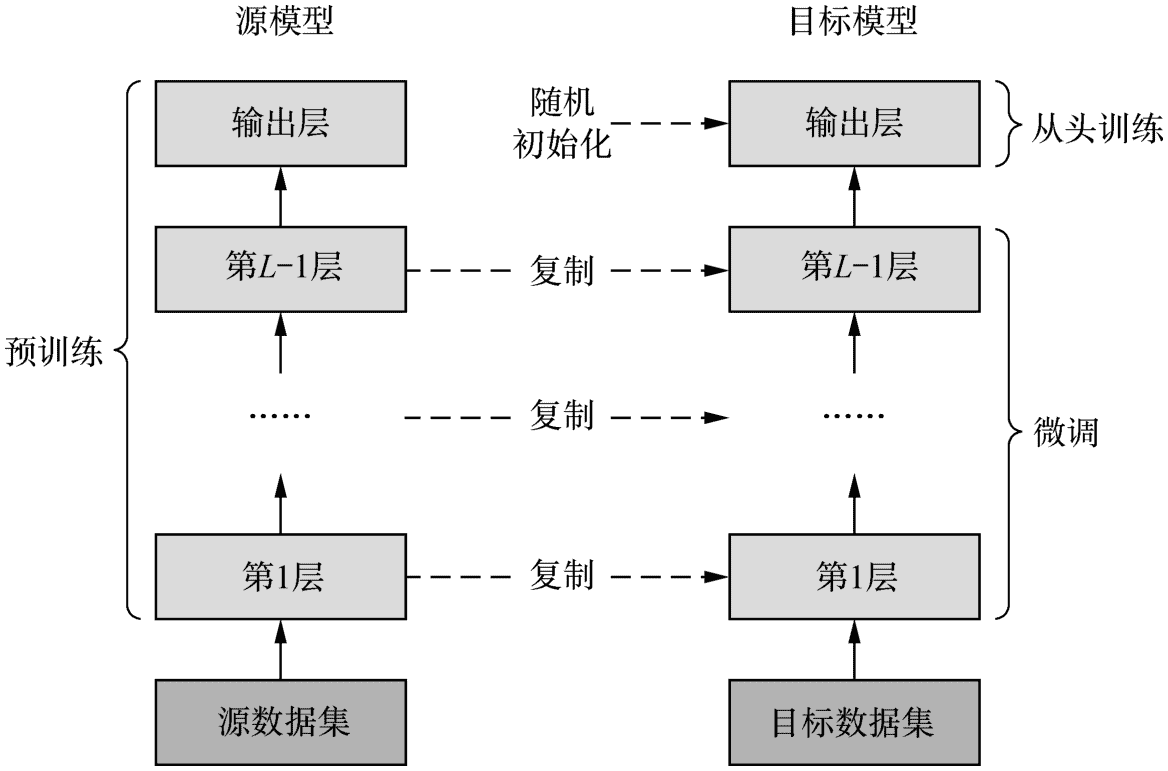 源模型 目标模型
输出层 随机 输出层 从头训练
初始化
第L-1层 复制 第L-1层
预训练
…… 复制 …… 微调
第1层 复制 第1层
源数据集 目标数据集